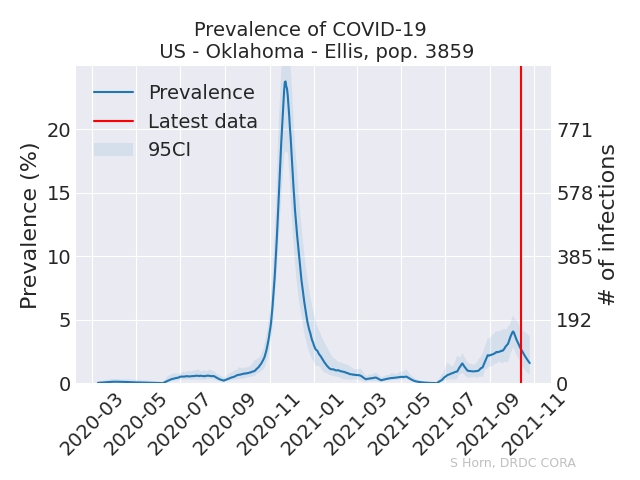 Prevalence of COVID-19
US - Oklahoma - Ellis, pop. 3859
Prevalence
Latest data
95CI
Prevalence (%)
20
15
10
5
0
771
578
385
192
0
# of infections
2020-03
2020-05
2020-07
2020-09
2020-11
2021-01
2021-03
2021-05
2021-07
2021-09
2021-11
S Horn, DRDC CORA